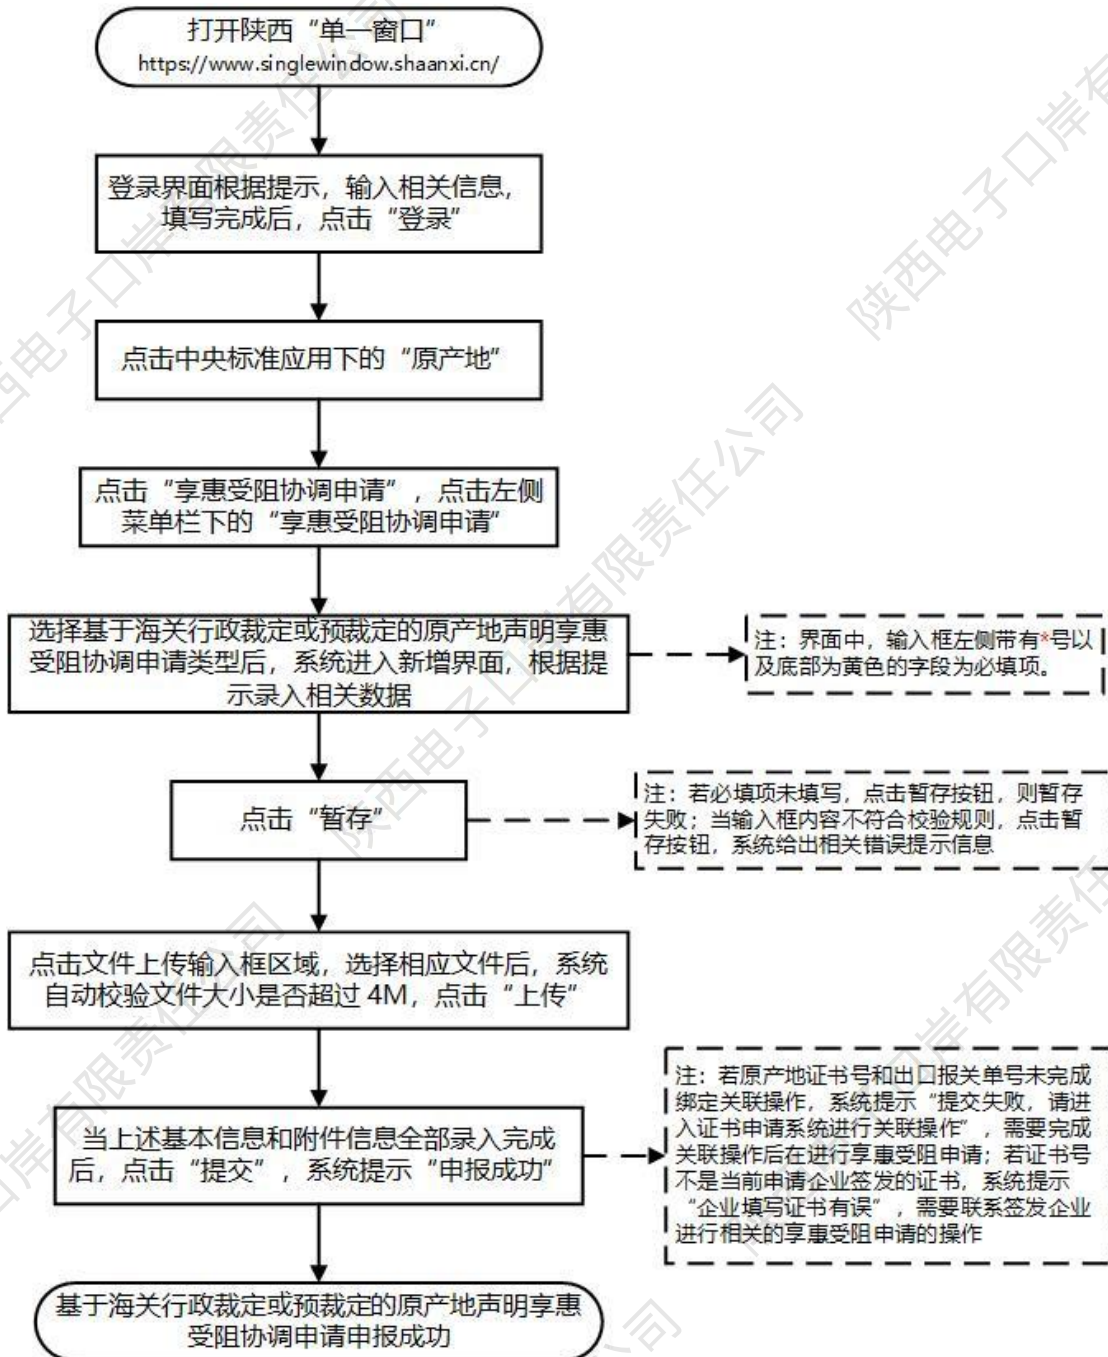 打开陕西“单一窗口”
https://www.singlewindow.shaanxi.cn/
登录界面根据提示，输入相关信息，
填写完成后，点击“登录”
点击中央标准应用下的“原产地”
点击“享惠受阻协调申请”，点击左侧
菜单栏下的“享惠受阻协调申请”
选择基于海关行政裁定或预裁定的原产地声明享惠
受阻协调申请类型后，系统进入新增界面，根据提
示录入相关数据
注：界面中，输入框左侧带有*号以
及底部为黄色的字段为必填项。
点击“暂存”
注：若必填项未填写，点击暂存按钮，则暂存
失败；当输入框内容不符合校验规则，点击暂
存按钮，系统给出相关错误提示信息
点击文件上传输入框区域，选择相应文件后，系统
自动校验文件大小是否超过 4M，点击“上传”
当上述基本信息和附件信息全部录入完成
后，点击“提交”，系统提示“申报成功”
注：若原产地证书号和出口报关单号未完成
绑定关联操作，系统提示“提交失败，请进
入证书申请系统进行关联操作”，需要完成
关联操作后在进行享惠受阻申请；若证书号
不是当前申请企业签发的证书，系统提示
“企业填写证书有误”，需要联系签发企业
进行相关的享惠受阻申请的操作
基于海关行政裁定或预裁定的原产地声明享惠
受阻协调申请申报成功
陕西电子口岸有限责任公司